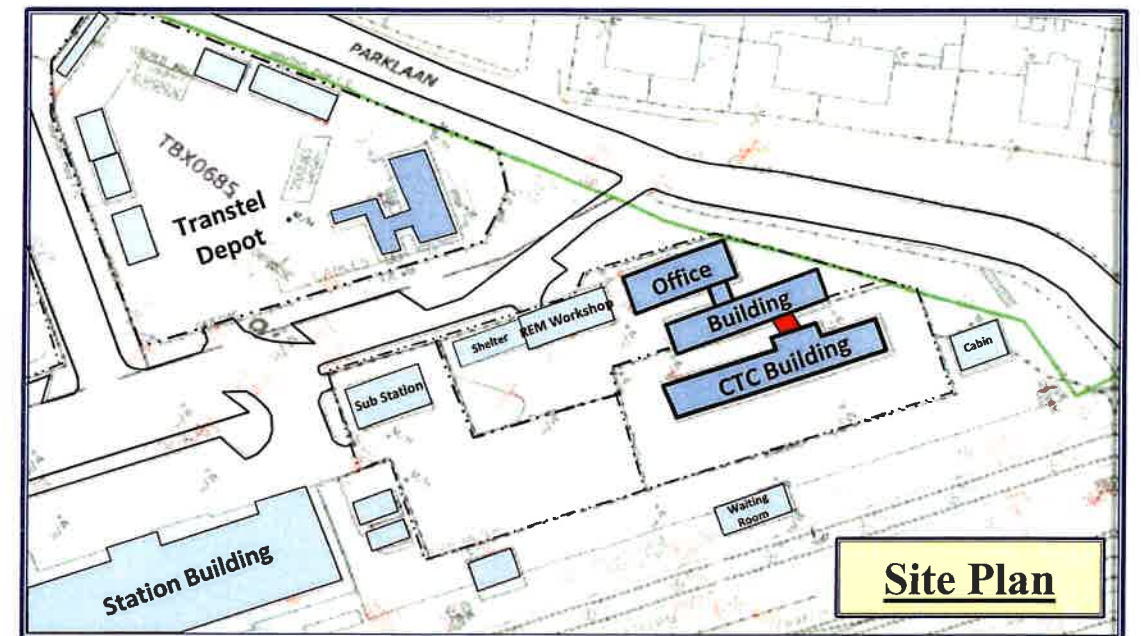 PARKLAAN
TBX0685
Transtel
Depot
Office
Building
REM Workshop
Shelter
CTC Building
Cabin
Sub Station
Waiting
Room
Station Building
Site Plan